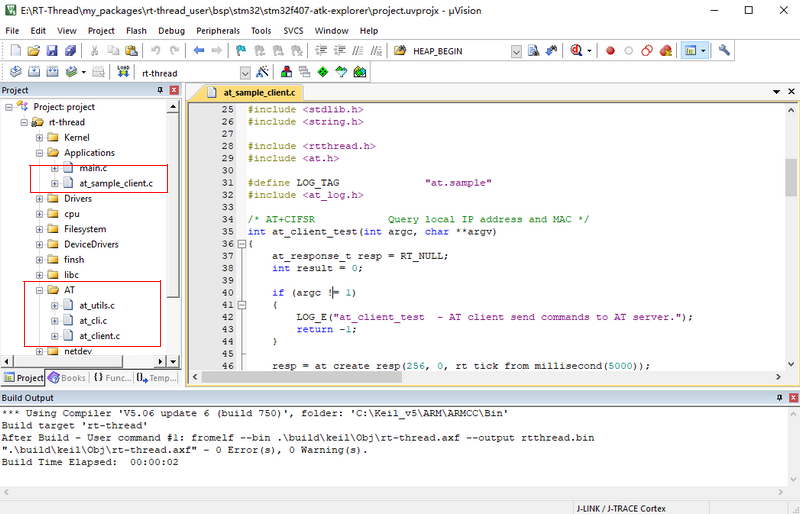 E:\RT-Thread\my_packages\rt-thread_user\bsp\stm32\stm32f407-atk-explorer\project.uvprojx - µVision
File Edit View Project Flash Debug Peripherals Tools SVCS Window Help
HEAP_BEGIN
LOAD
rt-thread
Project
Project: project
rt-thread
Kernel
Applications
main.c
at_sample_client.c
Drivers
cpu
Filesystem
DeviceDrivers
finsh
libc
AT
at_utils.c
at_cli.c
at_client.c
netdev
Project Books {} Func... Temp...
at_sample_client.c
25 #include <stdlib.h>
26 #include <string.h>
27
28 #include <rtthread.h>
29 #include <at.h>
30
31 #define LOG_TAG "at.sample"
32 #include <at_log.h>
33
34 /* AT+CIFSR Query local IP address and MAC */
35 int at_client_test(int argc, char **argv)
36 {
37 at_response_t resp = RT_NULL;
38 int result = 0;
39
40 if (argc != 1)
41 {
42 LOG_E("at_client_test - AT client send commands to AT server.");
43 return -1;
44 }
45
46 resp = at_create_resp(256, 0, rt_tick_from_millisecond(5000));
Build Output
*** Using Compiler 'V5.06 update 6 (build 750)', folder: 'C:\Keil_v5\ARM\ARMCC\Bin'
Build target 'rt-thread'
After Build - User command #1: fromelf --bin .\build\keil\Obj\rt-thread.axf --output rtthread.bin
".\build\keil\Obj\rt-thread.axf" - 0 Error(s), 0 Warning(s).
Build Time Elapsed: 00:00:02
J-LINK / J-TRACE Cortex